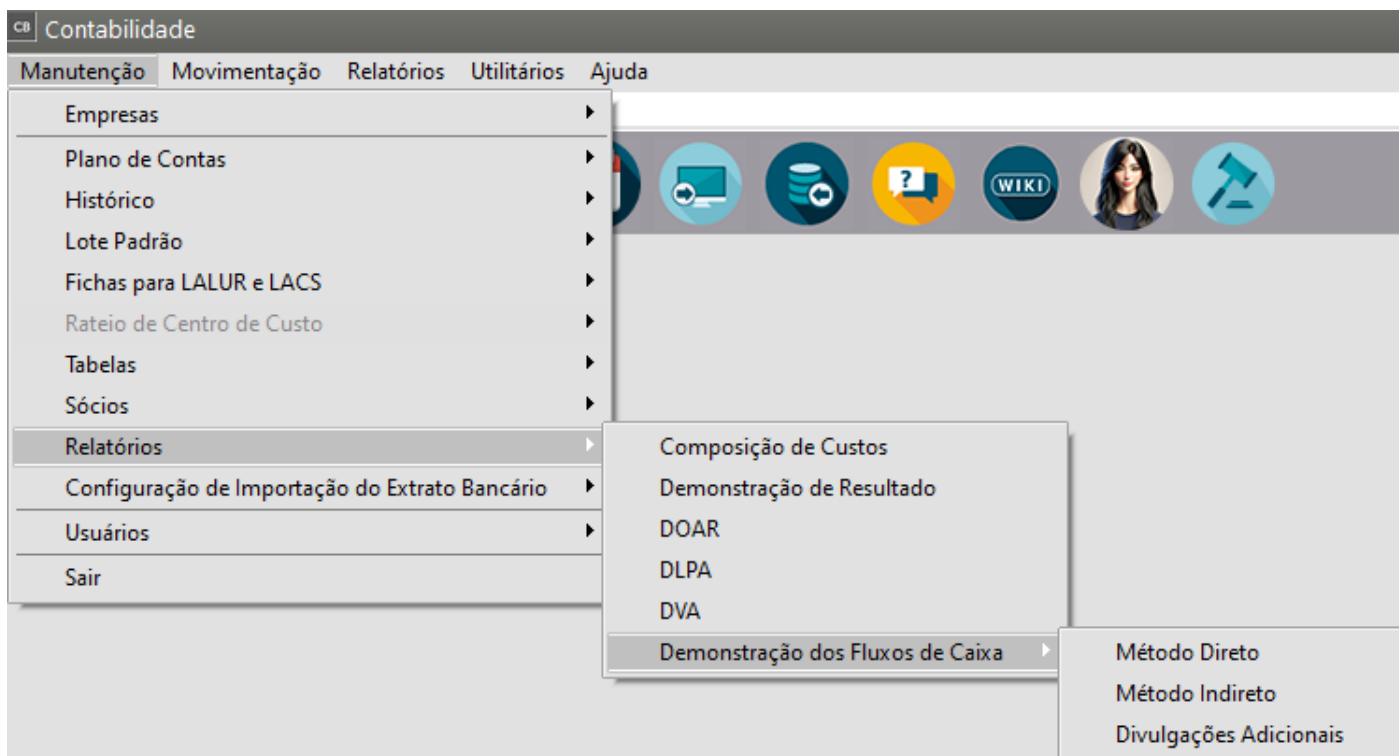 CB Contabilidade
Manutenção Movimentação Relatórios Utilitários Ajuda
Empresas
Plano de Contas
Histórico
Lote Padrão
Fichas para LALUR e LACS
Rateio de Centro de Custo
Tabelas
Sócios
Relatórios
Configuração de Importação do Extrato Bancário
Usuários
Sair
? WIKI
Composição de Custos
Demonstração de Resultado
DOAR
DLPA
DVA
Demonstração dos Fluxos de Caixa
Método Direto
Método Indireto
Divulgações Adicionais